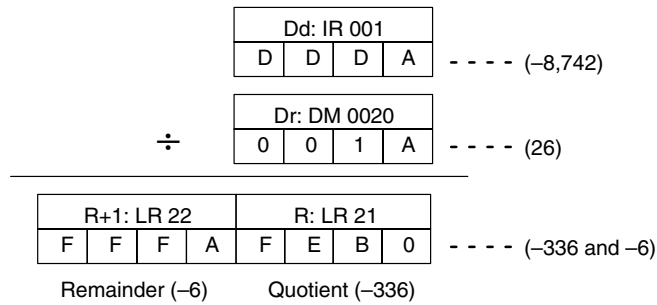 Dd: IR 001
D D D A - - - - (–8,742)
Dr: DM 0020
÷ 0 0 1 A - - - - (26)
R+1: LR 22 R: LR 21
F F F A F E B 0 - - - - (–336 and –6)
Remainder (–6) Quotient (–336)